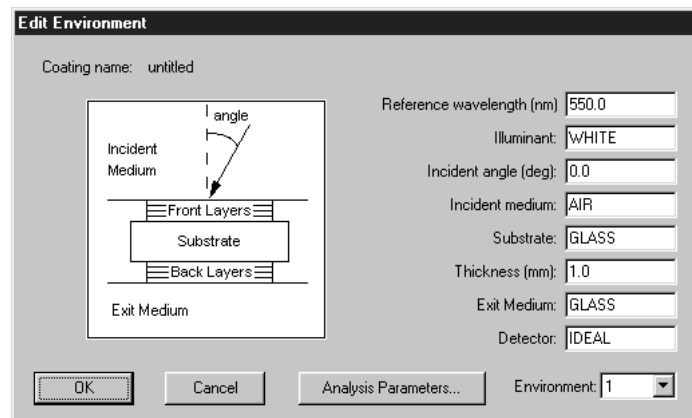 Edit Environment
Coating name: untitled
angle
Incident
Medium
Front Layers
Substrate
Back Layers
Exit Medium
Reference wavelength (nm) 550.0
Illuminant: WHITE
Incident angle (deg): 0.0
Incident medium: AIR
Substrate: GLASS
Thickness (mm): 1.0
Exit Medium: GLASS
Detector: IDEAL
OK Cancel Analysis Parameters... Environment: 1